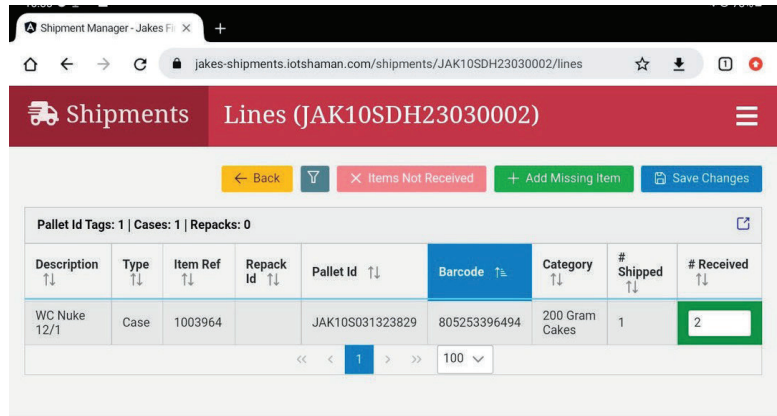 Shipment Manager - Jakes Fi
jakes-shipments.iotshaman.com/shipments/JAK10SDH23030002/lines
1
Shipments
Lines (JAK10SDH23030002)
Back
Items Not Received
Add Missing Item
Save Changes
Pallet Id Tags: 1 | Cases: 1 | Repacks: 0
Description Type Item Ref Repack Id Pallet Id Barcode Category # Shipped # Received
WC Nuke 12/1 Case 1003964 JAK10S031323829 805253396494 200 Gram Cakes 1 2
<< < 1 > >> 100